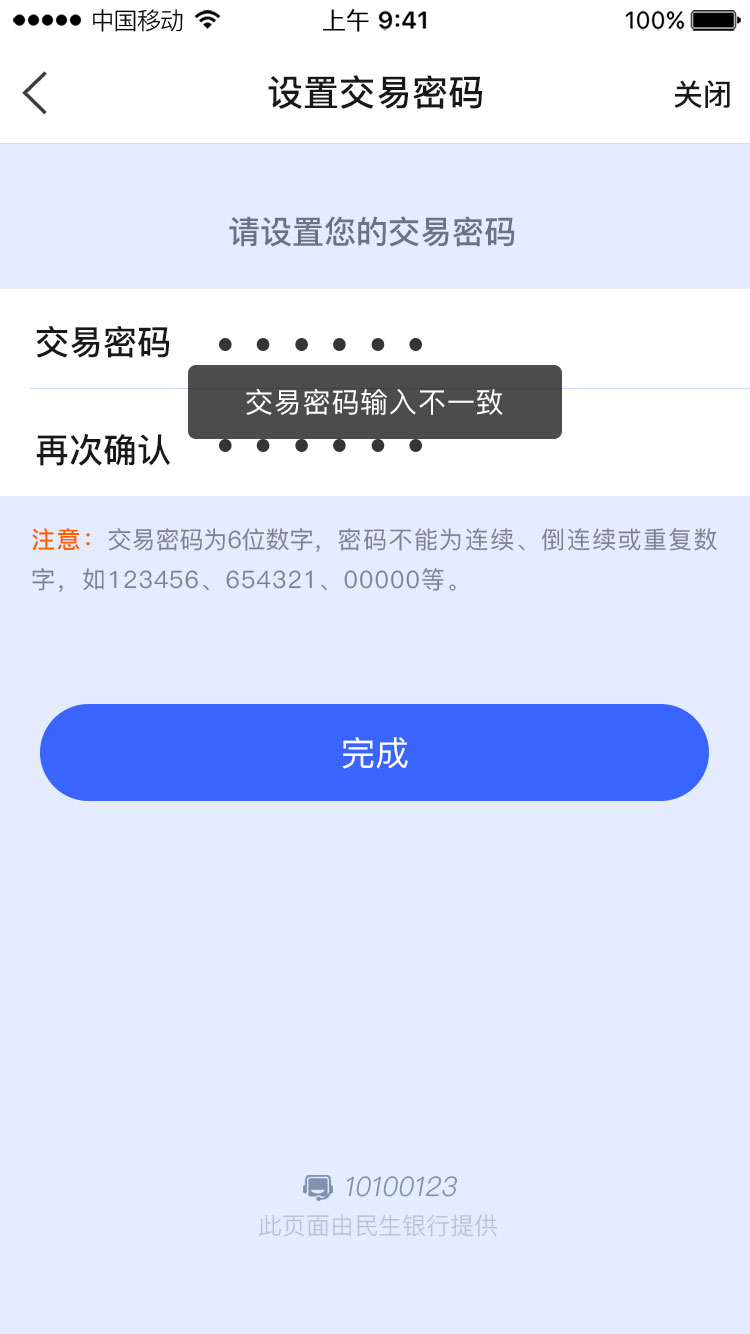 中国移动 上午 9:41 100%
设置交易密码 关闭
请设置您的交易密码
交易密码
交易密码输入不一致
再次确认
注意：交易密码为6位数字，密码不能为连续、倒连续或重复数
字，如123456、654321、00000等。
完成
10100123
此页面由民生银行提供